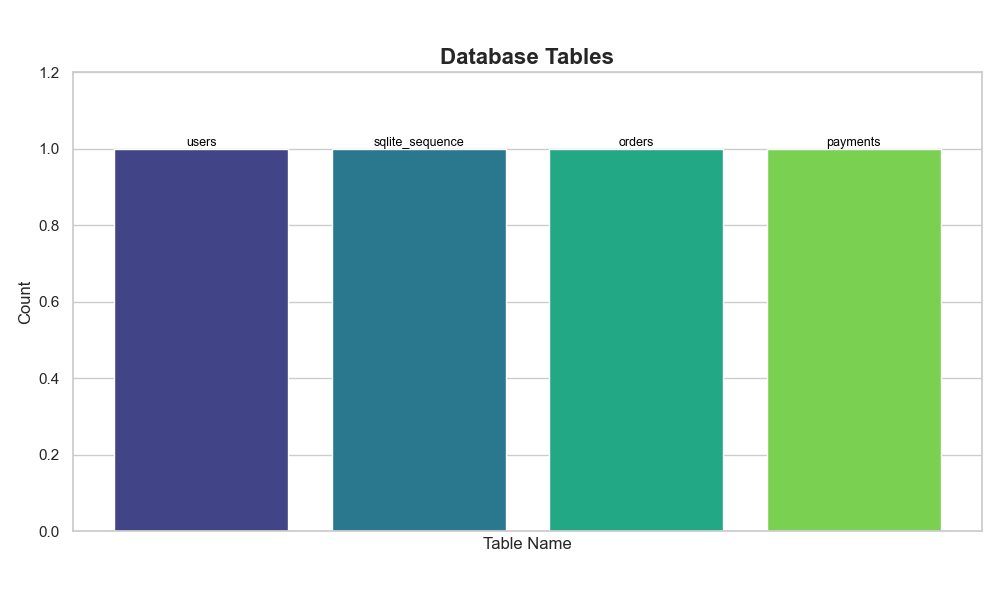 Database Tables
1.2
1.0
0.8
0.6
0.4
0.2
0.0
Count
users
sqlite_sequence
orders
payments
Table Name